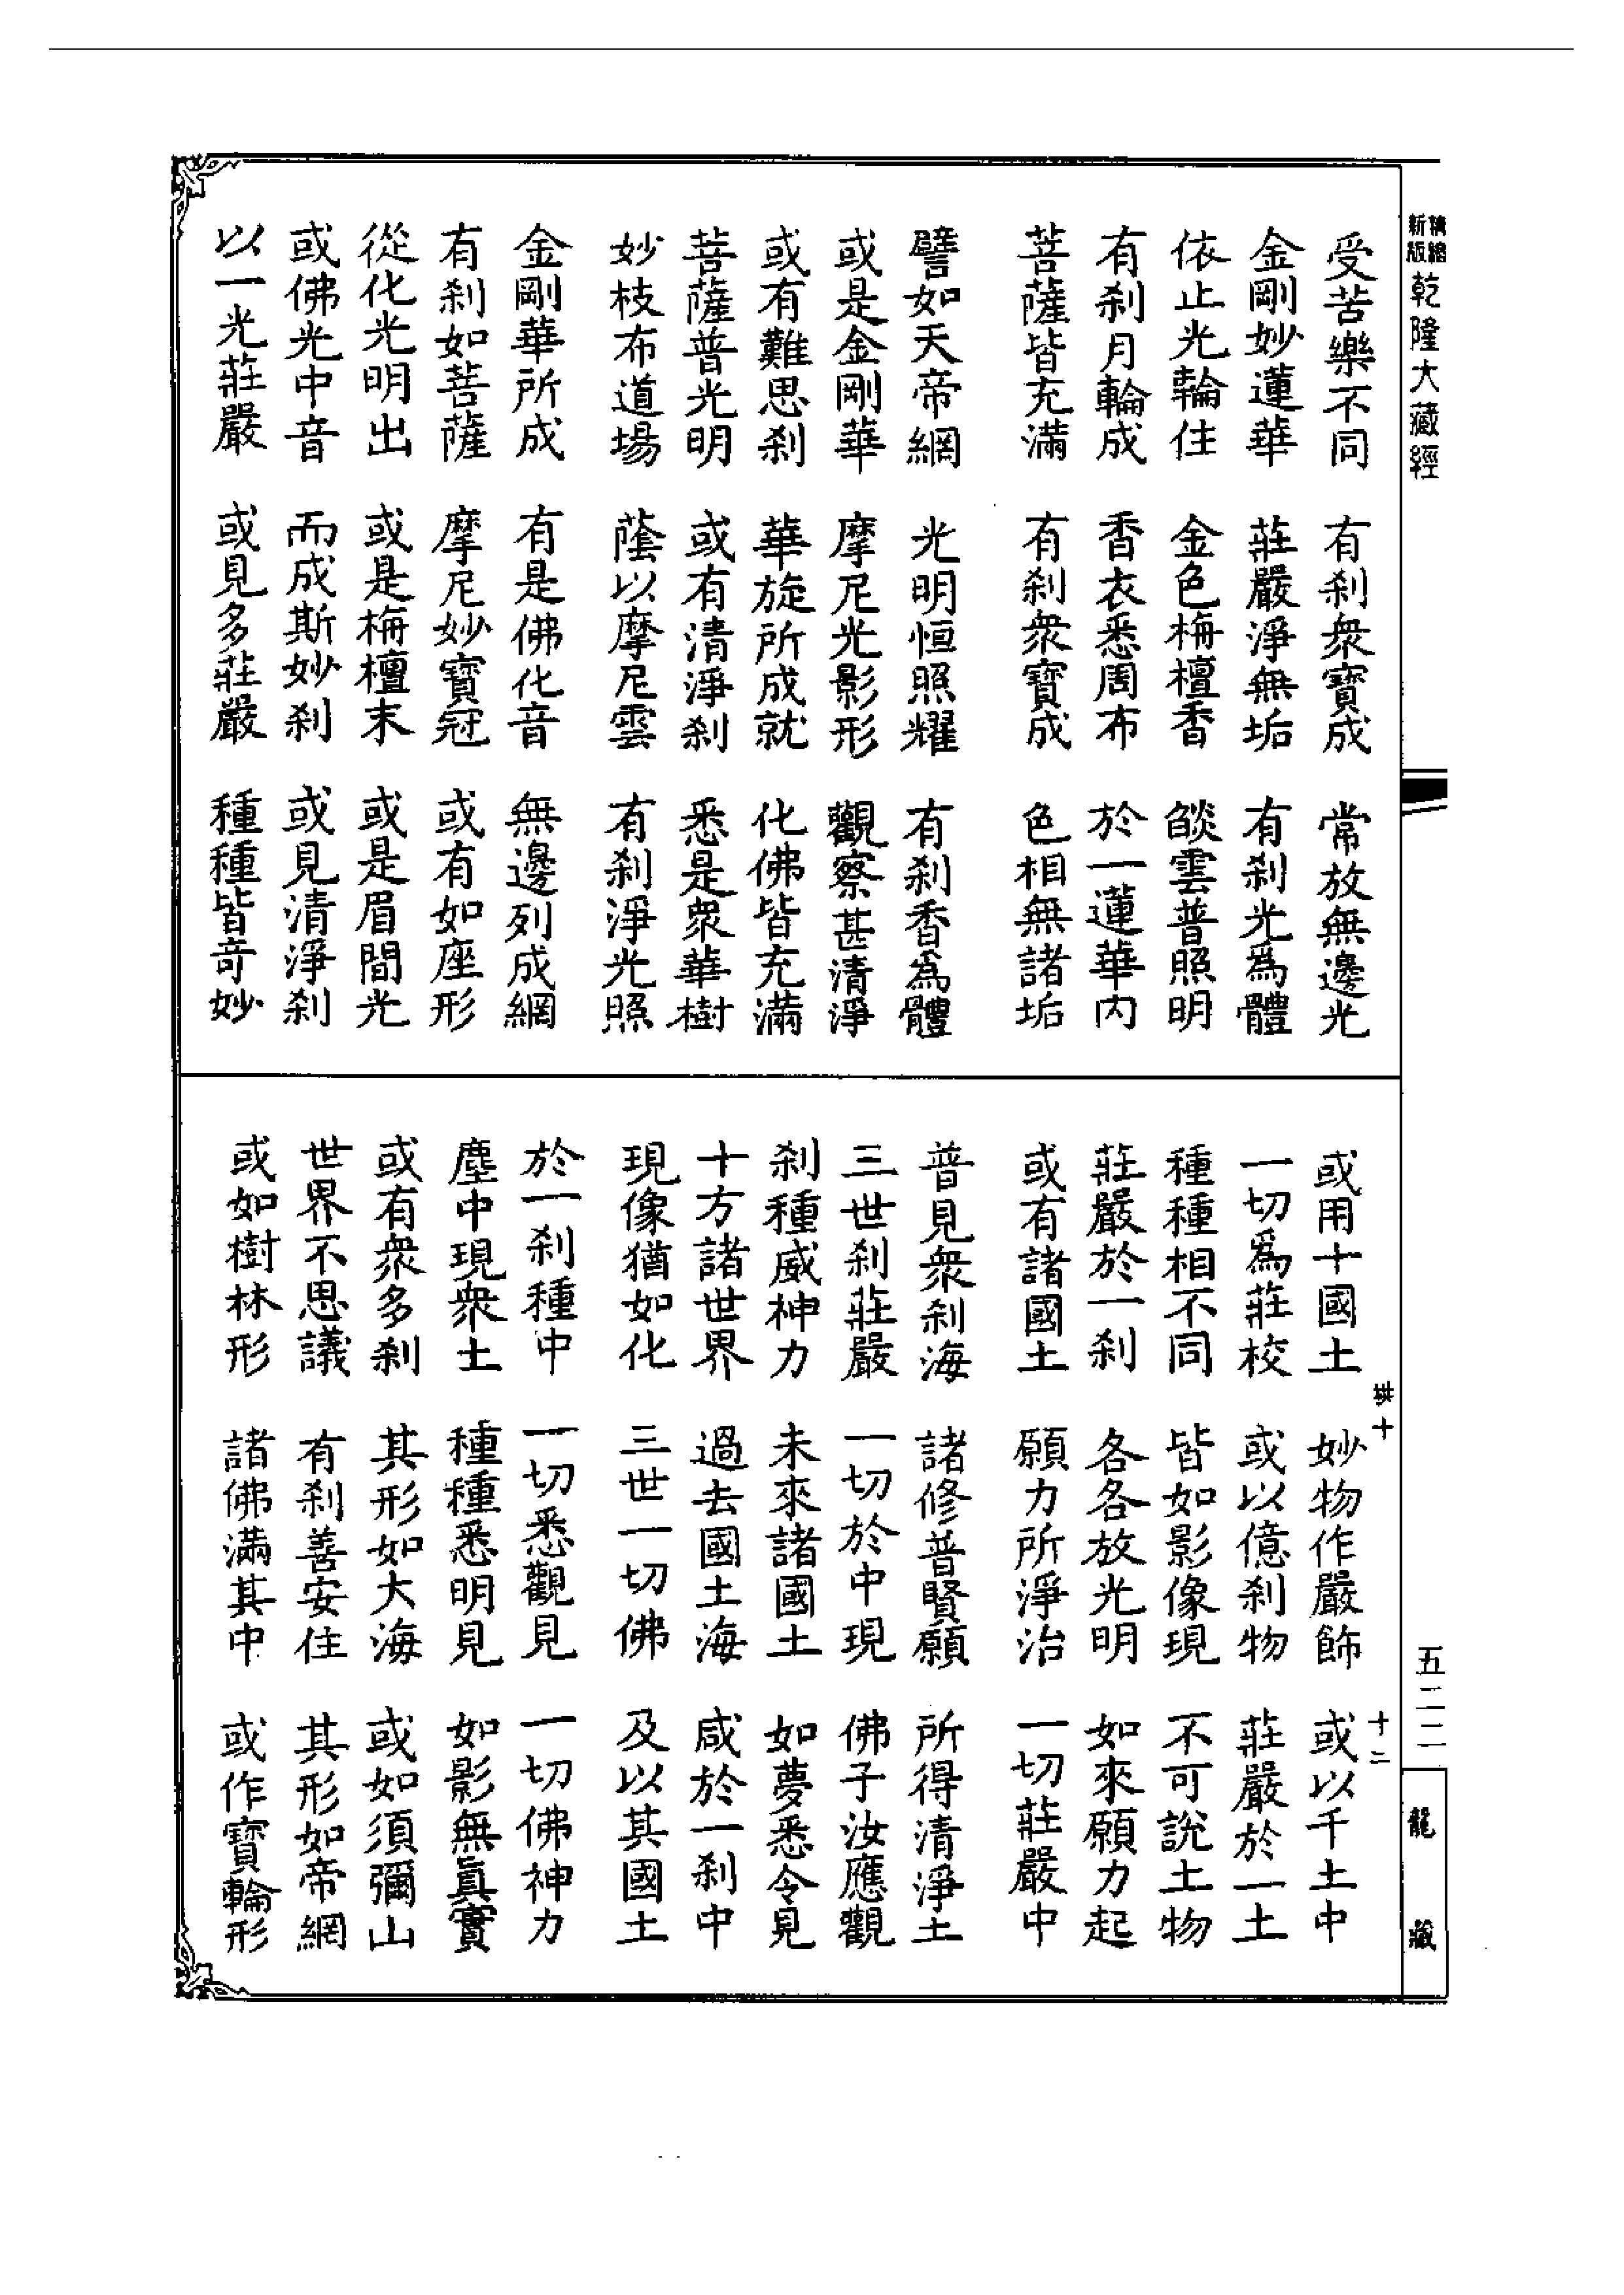 精縮新版 乾隆大藏經
受苦樂不同 有刹衆寶成 常放無邊光
金剛妙蓮華 莊嚴淨無垢 有刹光爲體
依止光輪住 金色栴檀香 燄雲普照明
有刹月輪成 香衣悉周布 於一蓮華內
菩薩皆充滿 有刹衆寶成 色相無諸垢
譬如天帝網 光明恒照耀 有刹香爲體
或是金剛華 摩尼光影形 觀察甚清淨
或有難思刹 華旋所成就 化佛皆充滿
菩薩普光明 或有清淨刹 悉是衆華樹
妙枝布道場 蔭以摩尼雲 有刹淨光照
金剛華所成 有是佛化音 無邊列成網
有刹如菩薩 摩尼妙寶冠 或有如座形
從化光明出 或是栴檀末 或是眉間光
或佛光中音 而成斯妙刹 或見清淨刹
以一光莊嚴 或見多莊嚴 種種皆奇妙
或用十國土 妙物作嚴飾 或以千土中
一切爲莊校 或以億刹物 莊嚴於一土
種種相不同 皆如影像現 不可說土物
莊嚴於一刹 各各放光明 如來願力起
或有諸國土 願力所淨治 一切莊嚴中
普見衆刹海 諸修普賢願 所得清淨土
三世刹莊嚴 一切於中現 佛子汝應觀
刹種威神力 未來諸國土 如夢悉令見
十方諸世界 過去國土海 咸於一刹中
現像猶如化 三世一切佛 及以其國土
於一刹種中 一切悉觀見 一切佛神力
塵中現衆土 種種悉明見 如影無真實
或有衆多刹 其形如大海 或如須彌山
世界不思議 有刹善安住 其形如帝網
或如樹林形 諸佛滿其中 或作寶輪形
十 十二
五二二
龍藏